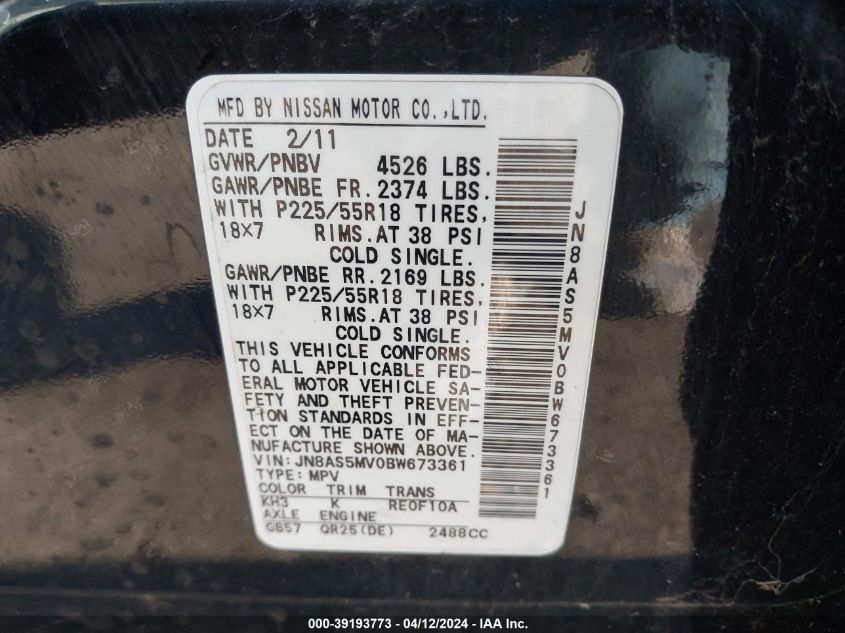 MFD BY NISSAN MOTOR CO.,LTD.
DATE 2/11
GVWR/PNBV 4526 LBS.
GAWR/PNBE FR. 2374 LBS.
WITH P225/55R18 TIRES,
18X7 RIMS.AT 38 PSI
COLD SINGLE.
GAWR/PNBE RR. 2169 LBS.
WITH P225/55R18 TIRES,
18X7 RIMS.AT 38 PSI
COLD SINGLE.
THIS VEHICLE CONFORMS
TO ALL APPLICABLE FED-
ERAL MOTOR VEHICLE SA-
FETY AND THEFT PREVEN-
TION STANDARDS IN EFF-
ECT ON THE DATE OF MA-
NUFACTURE SHOWN ABOVE.
VIN:JN8AS5MV0BW673361
TYPE:MPV
COLOR TRIM TRANS
KH3 K RE0F10A
AXLE ENGINE
GB57 QR25(DE) 2488CC
JN8AS5MV0BW673361
000-39193773 - 04/12/2024 - IAA Inc.